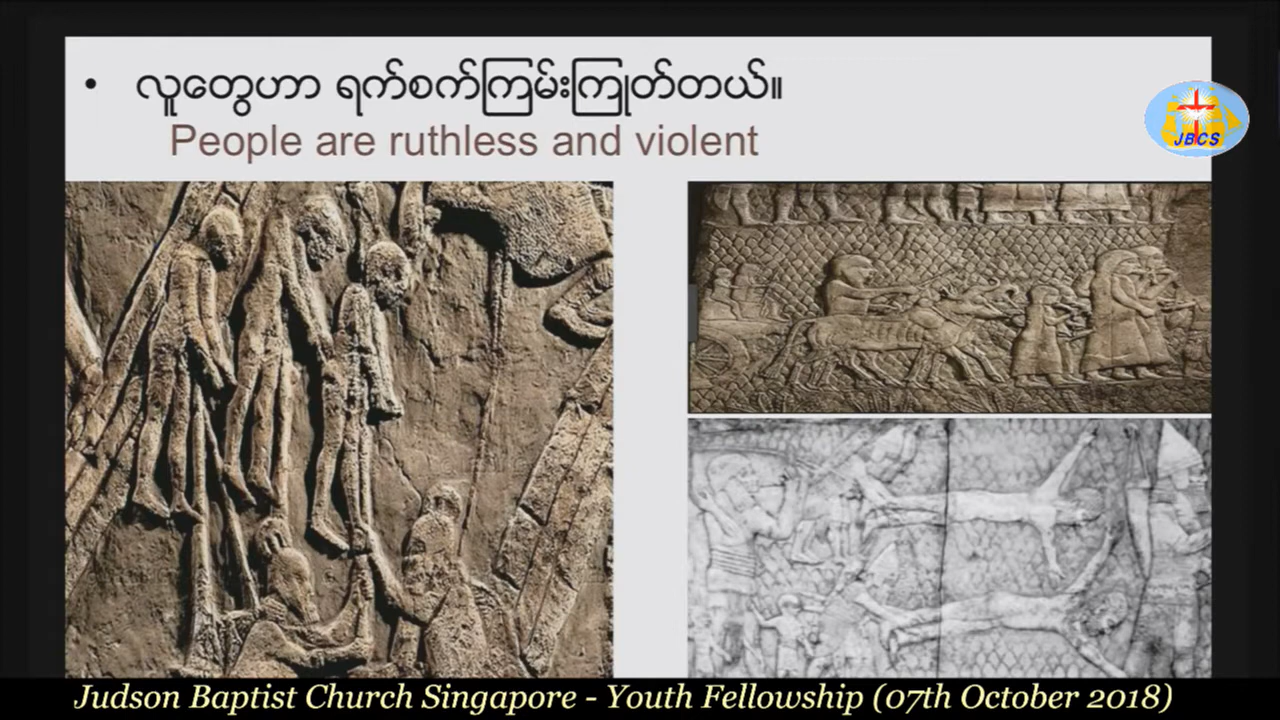 • လူတွေဟာ ရက်စက်ကြမ်းကြုတ်တယ်။
People are ruthless and violent
JBCS
Judson Baptist Church Singapore - Youth Fellowship (07th October 2018)